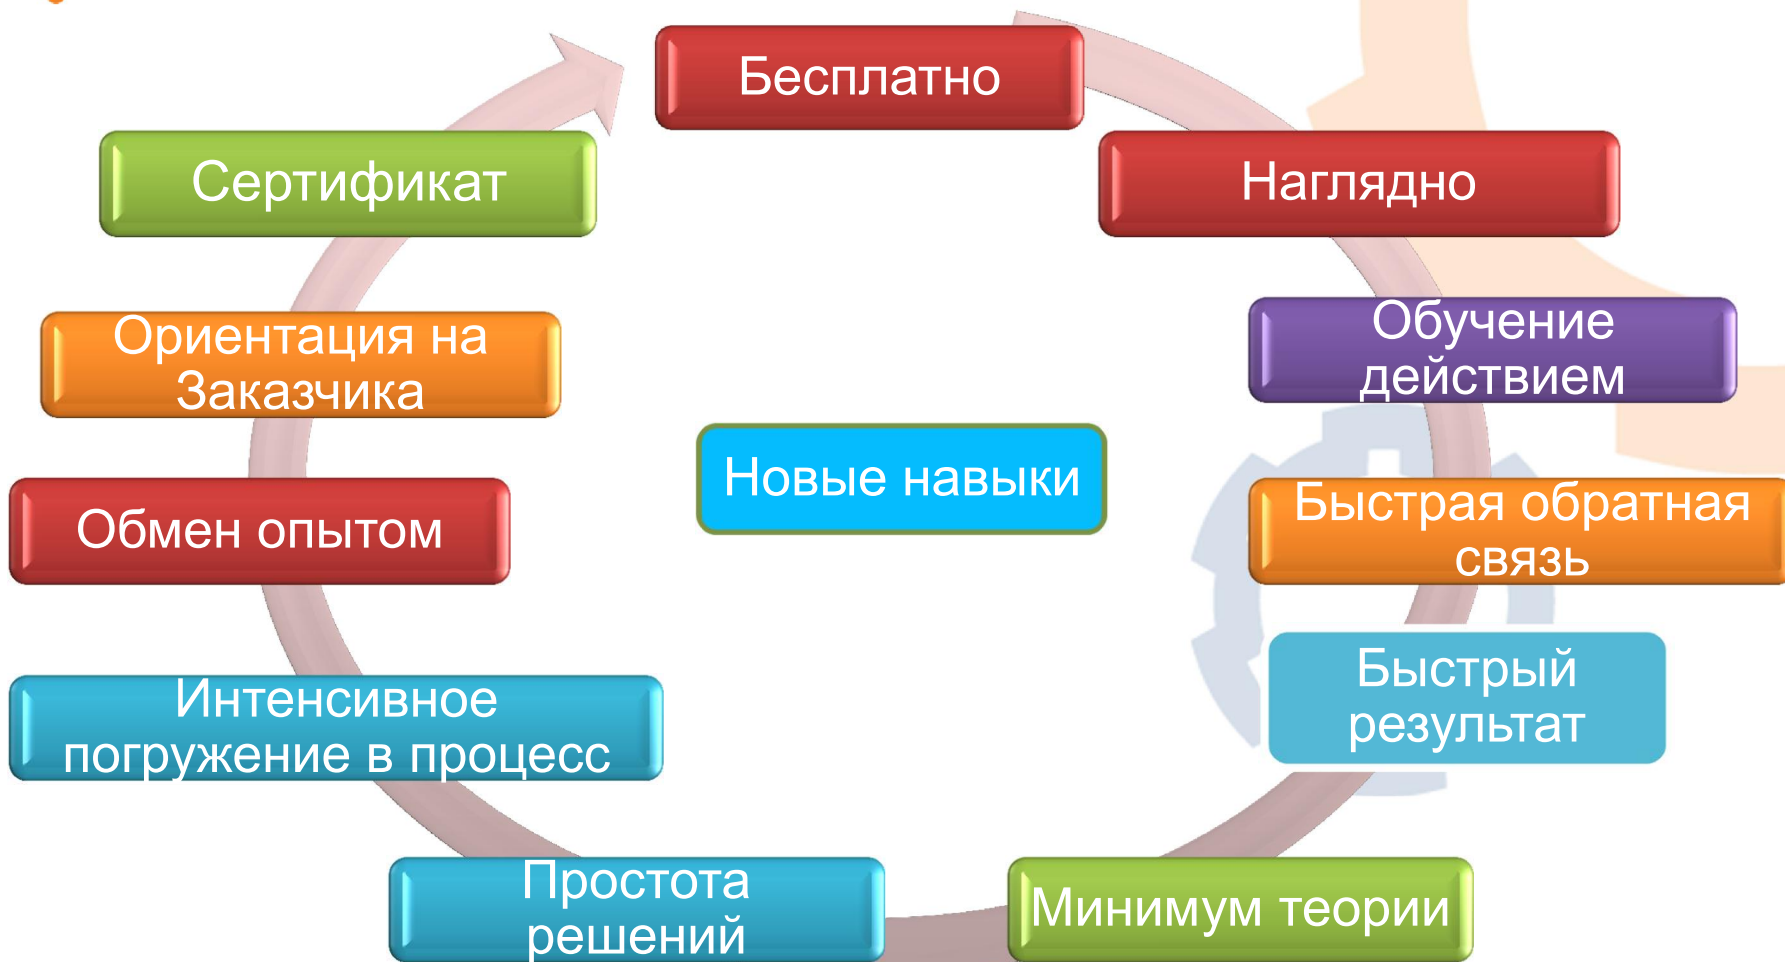 Бесплатно
Наглядно
Обучение
действием
Быстрая обратная
связь
Быстрый
результат
Минимум теории
Простота
решений
Интенсивное
погружение в процесс
Обмен опытом
Ориентация на
Заказчика
Сертификат
Новые навыки